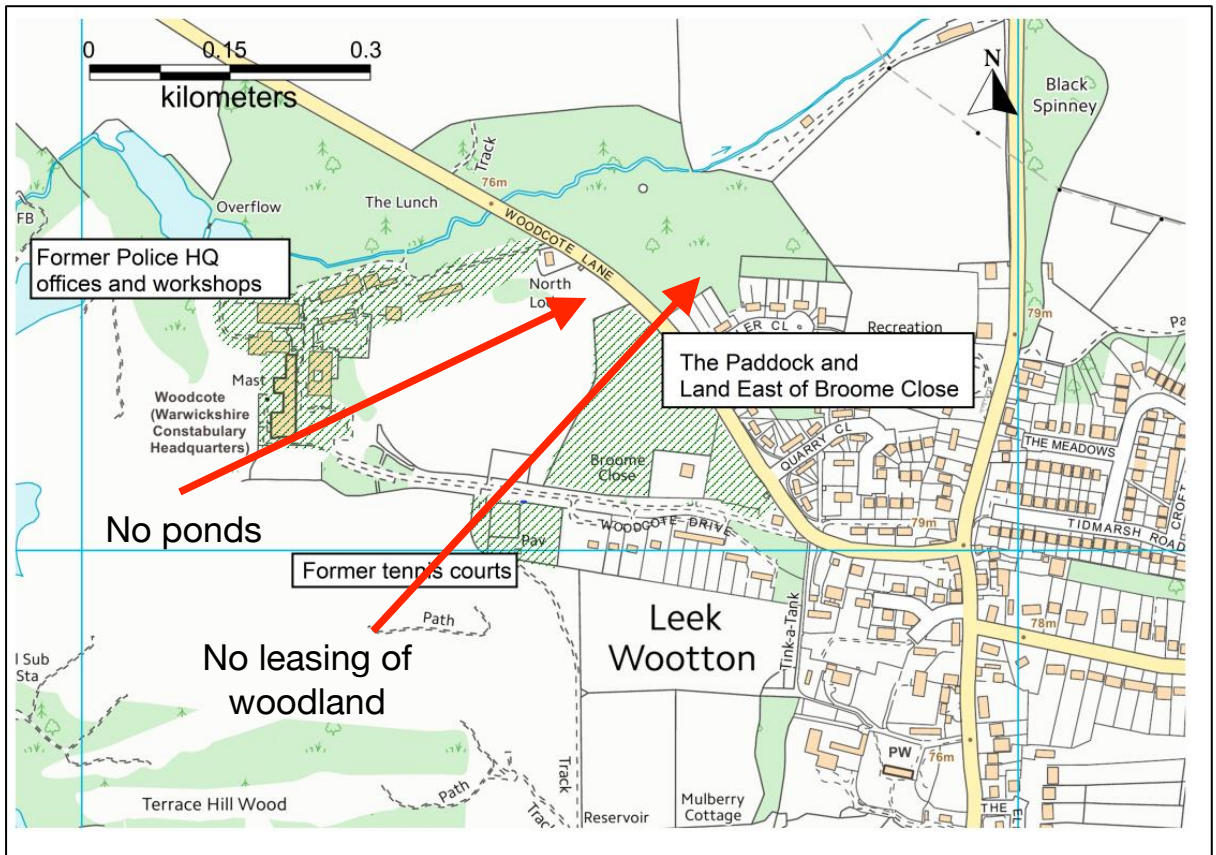 0 0.15 0.3
kilometers
N
Black
Spinney
Track
76m
WOODCOTE LANE
Overflow
The Lunch
FB
Former Police HQ
offices and workshops
North
79m
Recreation
The Paddock and
Land East of Broome Close
Mast
Woodcote
(Warwickshire
Constabulary
Headquarters)
QUARRY CL
THE MEADOWS
Broome
Close
No ponds
WOODCOTE DRIVE
79m
TIDMARSH ROAD
Pav
Former tennis courts
Path
Leek
Wootton
Tink-a-Tank
78m
No leasing of
woodland
l Sub
Sta
Track
PW
76m
Path
Terrace Hill Wood
Track
Reservoir
Mulberry
Cottage
THE